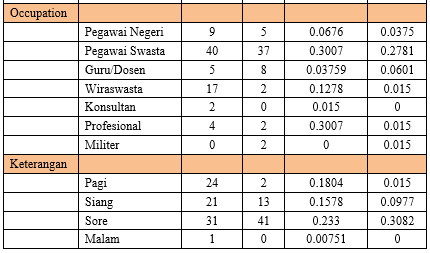 Occupation
Pegawai Negeri 9 5 0.0676 0.0375
Pegawai Swasta 40 37 0.3007 0.2781
Guru/Dosen 5 8 0.03759 0.0601
Wiraswasta 17 2 0.1278 0.015
Konsultan 2 0 0.015 0
Profesional 4 2 0.3007 0.015
Militer 0 2 0 0.015
Keterangan
Pagi 24 2 0.1804 0.015
Siang 21 13 0.1578 0.0977
Sore 31 41 0.233 0.3082
Malam 1 0 0.00751 0